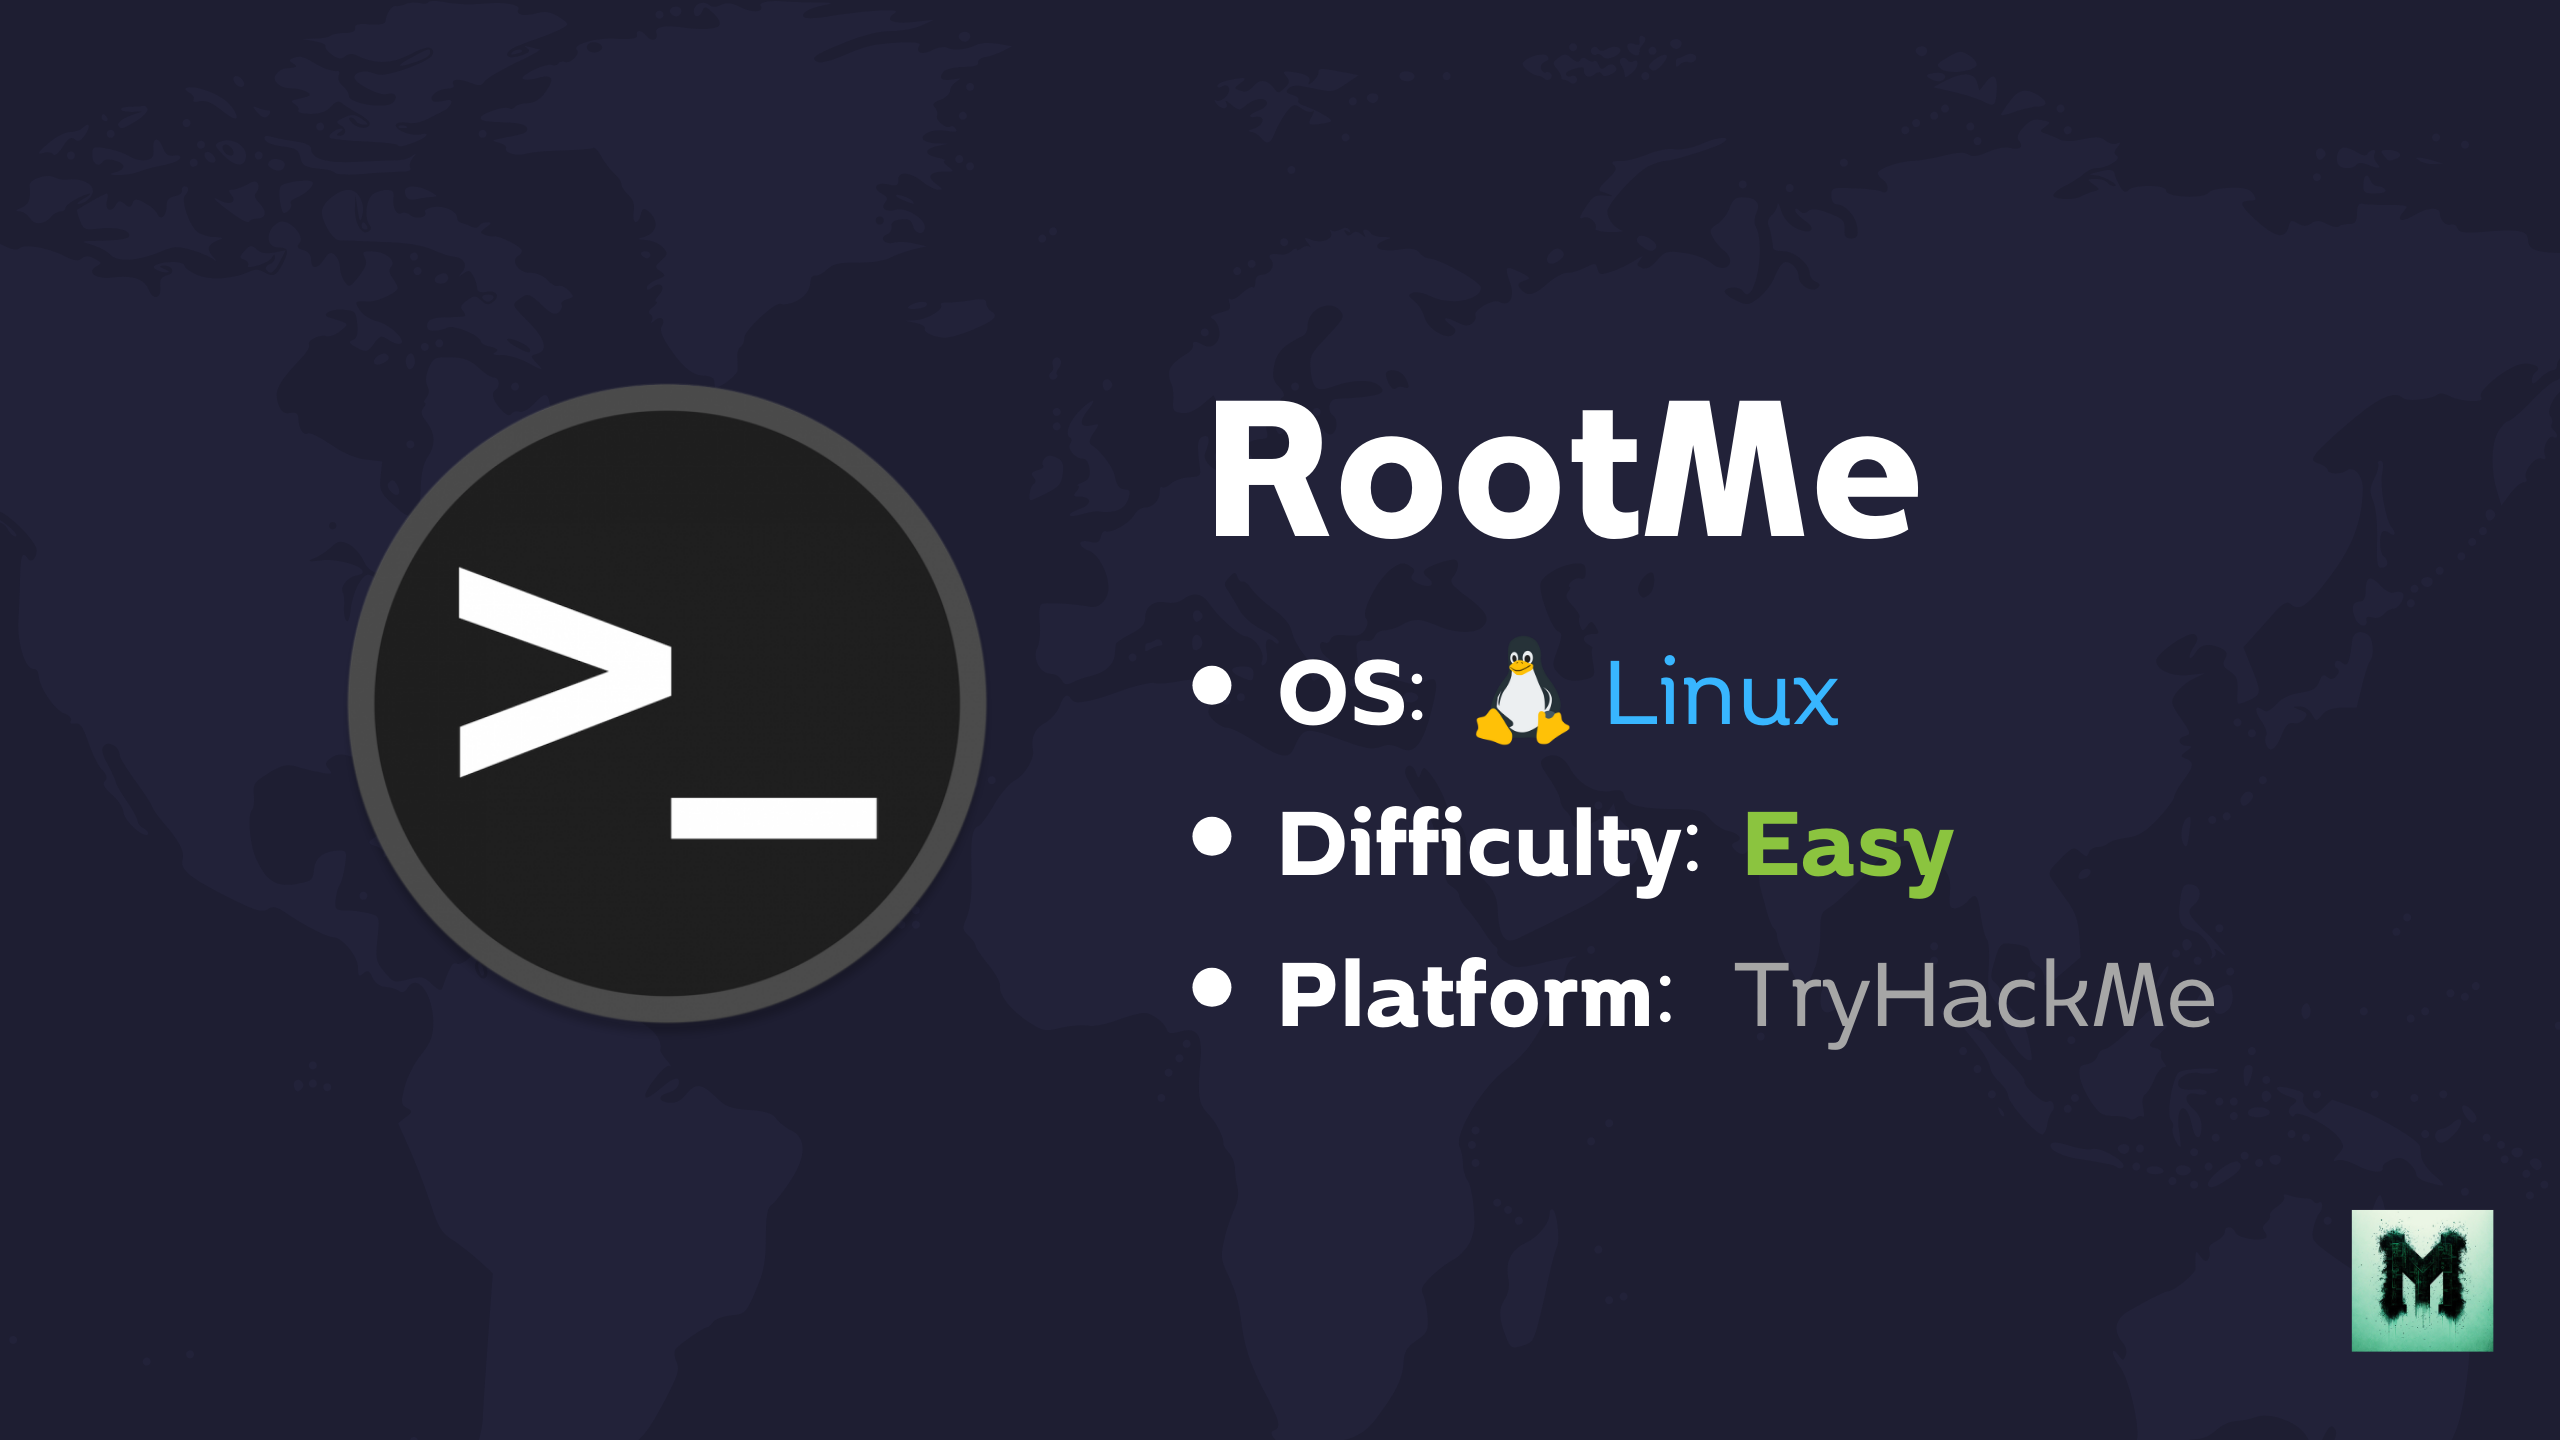 RootMe
>_
• OS: Linux
• Difficulty: Easy
• Platform: TryHackMe
M